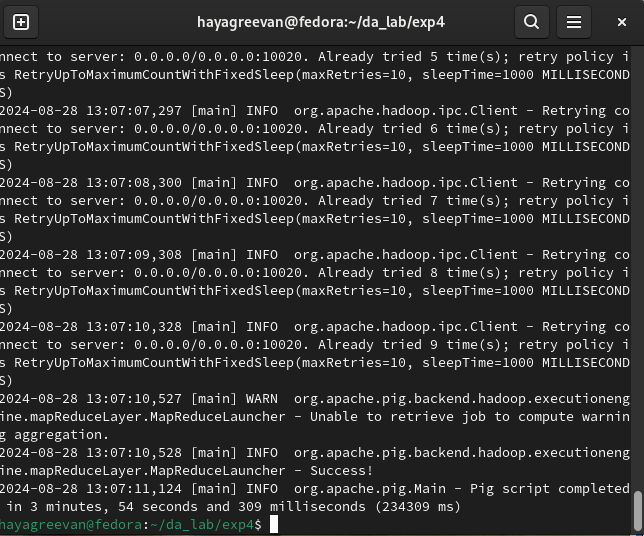 hayagreevan@fedora:~/da_lab/exp4
nnect to server: 0.0.0.0/0.0.0.0:10020. Already tried 5 time(s); retry policy i
s RetryUpToMaximumCountWithFixedSleep(maxRetries=10, sleepTime=1000 MILLISECOND
S)
2024-08-28 13:07:07,297 [main] INFO  org.apache.hadoop.ipc.Client - Retrying co
nnect to server: 0.0.0.0/0.0.0.0:10020. Already tried 6 time(s); retry policy i
s RetryUpToMaximumCountWithFixedSleep(maxRetries=10, sleepTime=1000 MILLISECOND
S)
2024-08-28 13:07:08,300 [main] INFO  org.apache.hadoop.ipc.Client - Retrying co
nnect to server: 0.0.0.0/0.0.0.0:10020. Already tried 7 time(s); retry policy i
s RetryUpToMaximumCountWithFixedSleep(maxRetries=10, sleepTime=1000 MILLISECOND
S)
2024-08-28 13:07:09,308 [main] INFO  org.apache.hadoop.ipc.Client - Retrying co
nnect to server: 0.0.0.0/0.0.0.0:10020. Already tried 8 time(s); retry policy i
s RetryUpToMaximumCountWithFixedSleep(maxRetries=10, sleepTime=1000 MILLISECOND
S)
2024-08-28 13:07:10,328 [main] INFO  org.apache.hadoop.ipc.Client - Retrying co
nnect to server: 0.0.0.0/0.0.0.0:10020. Already tried 9 time(s); retry policy i
s RetryUpToMaximumCountWithFixedSleep(maxRetries=10, sleepTime=1000 MILLISECOND
S)
2024-08-28 13:07:10,527 [main] WARN  org.apache.pig.backend.hadoop.executioneng
ine.mapReduceLayer.MapReduceLauncher - Unable to retrieve job to compute warnin
g aggregation.
2024-08-28 13:07:10,528 [main] INFO  org.apache.pig.backend.hadoop.executioneng
ine.mapReduceLayer.MapReduceLauncher - Success!
2024-08-28 13:07:11,124 [main] INFO  org.apache.pig.Main - Pig script completed
 in 3 minutes, 54 seconds and 309 milliseconds (234309 ms)
hayagreevan@fedora:~/da_lab/exp4$